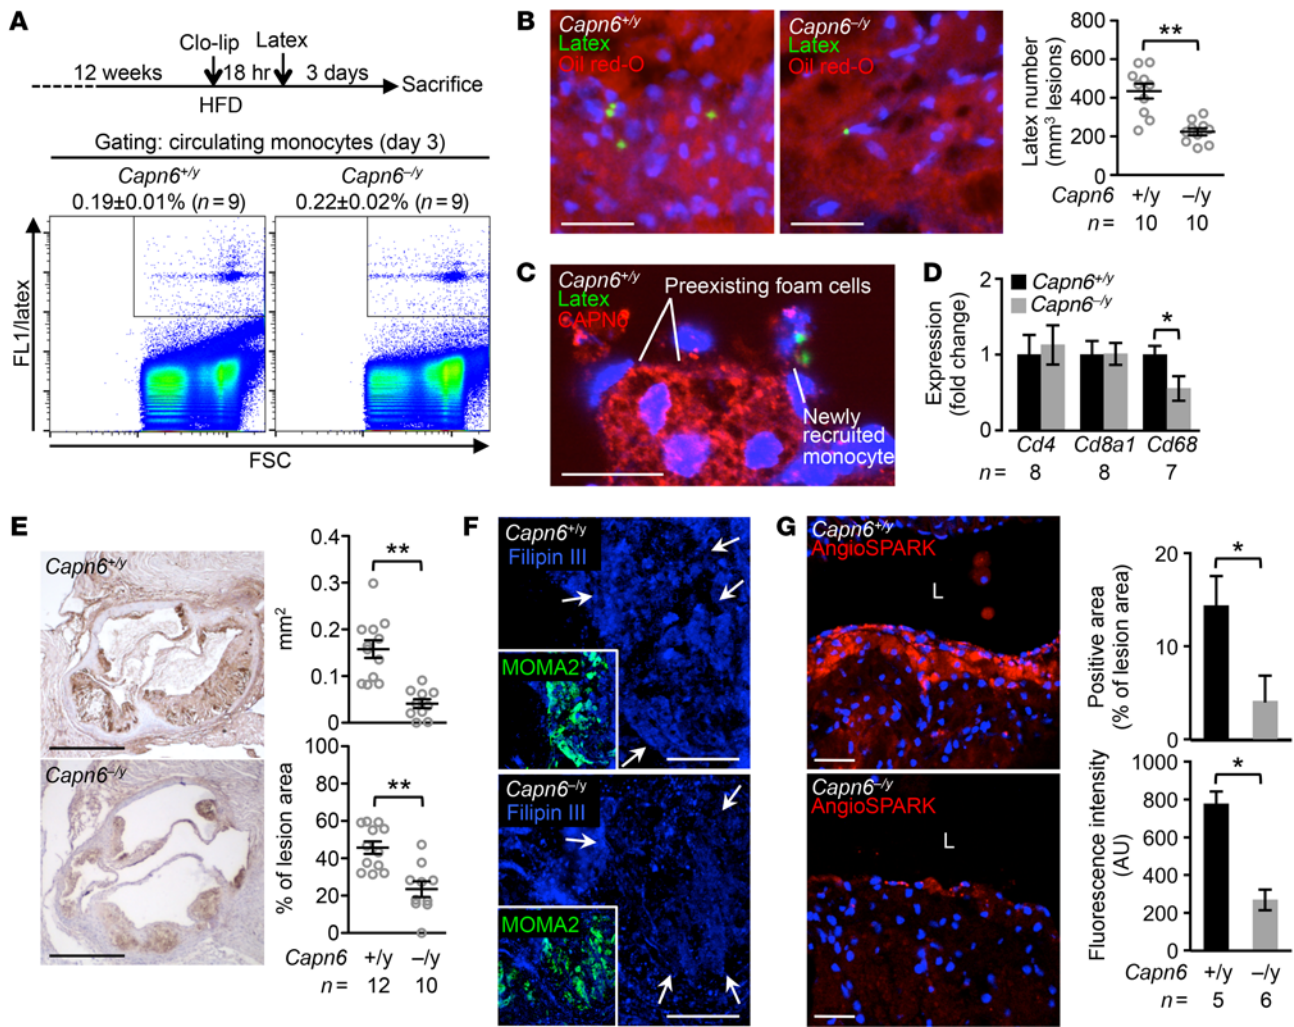 A
Clo-lip Latex
12 weeks 18 hr 3 days Sacrifice
HFD
Gating: circulating monocytes (day 3)
Capn6+/y Capn6–/y
0.19±0.01% (n=9) 0.22±0.02% (n=9)
FL1/latex
FSC
B
Capn6+/y
Latex
Oil red-O
Capn6–/y
Latex
Oil red-O
Latex number
(mm3 lesions)
800
600
400
200
0
**
Capn6 +/y –/y
n= 10 10
C
Capn6+/y
Latex
CAPN6
Preexisting foam cells
Newly
recruited
monocyte
D
Expression
(fold change)
2
1
0
Capn6+/y
Capn6–/y
*
Cd4 Cd8a1 Cd68
n= 8 8 7
E
Capn6+/y
Capn6–/y
mm2
0.4
0.3
0.2
0.1
0
**
% of lesion area
100
80
60
40
20
0
**
Capn6 +/y –/y
n= 12 10
F
Capn6+/y
Filipin III
MOMA2
Capn6–/y
Filipin III
MOMA2
G
Capn6+/y
AngioSPARK
L
Capn6–/y
AngioSPARK
L
Positive area
(% of lesion area)
20
10
0
*
Fluorescence intensity
(AU)
1000
800
600
400
200
0
*
Capn6 +/y –/y
n= 5 6